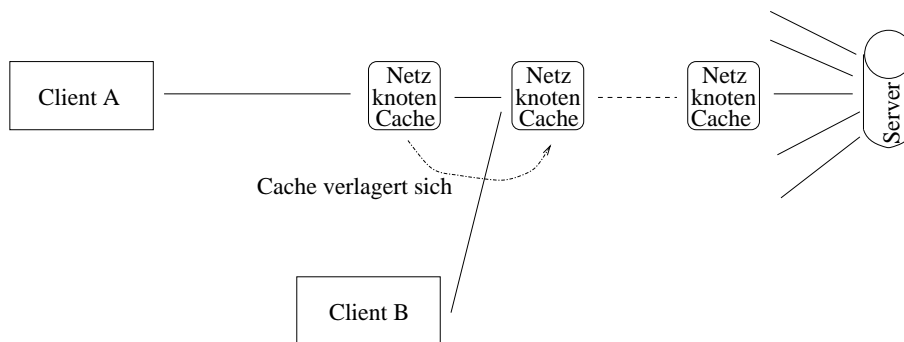 Client A
Netz
knoten
Cache
Netz
knoten
Cache
Netz
knoten
Cache
Server
Cache verlagert sich
Client B